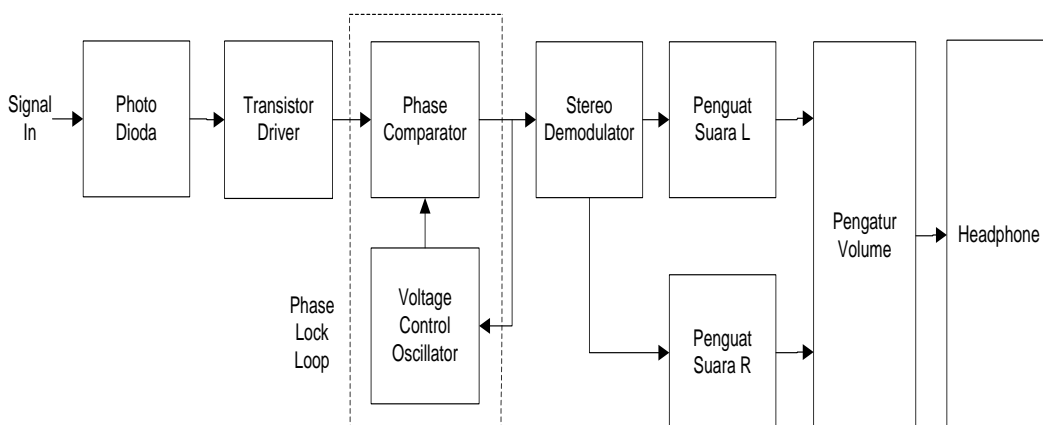 Signal
In
Photo
Dioda
Transistor
Driver
Phase
Comparator
Stereo
Demodulator
Penguat
Suara L
Pengatur
Volume
Headphone
Phase
Lock
Loop
Voltage
Control
Oscillator
Penguat
Suara R